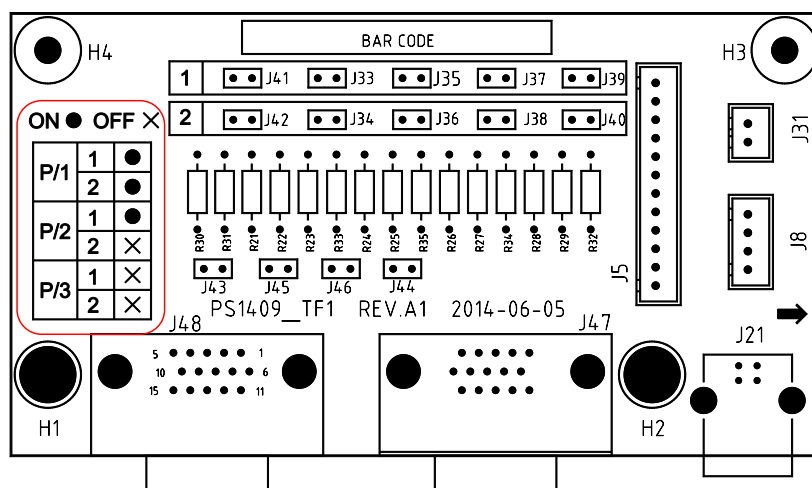 BAR CODE
H4
H3
1 J41 J33 J35 J37 J39
2 J42 J34 J36 J38 J40
ON ● OFF ×
P/1 1 ●
2 ●
P/2 1 ●
2 ×
P/3 1 ×
2 ×
R30 R31 R21 R22 R23 R33 R24 R25 R35 R26 R27 R34 R28 R29 R32
J43 J45 J46 J44
J5
J31
J8
PS1409__TF1 REV.A1 2014-06-05
J48
J47
J21
5 1
10 6
15 11
H1
H2